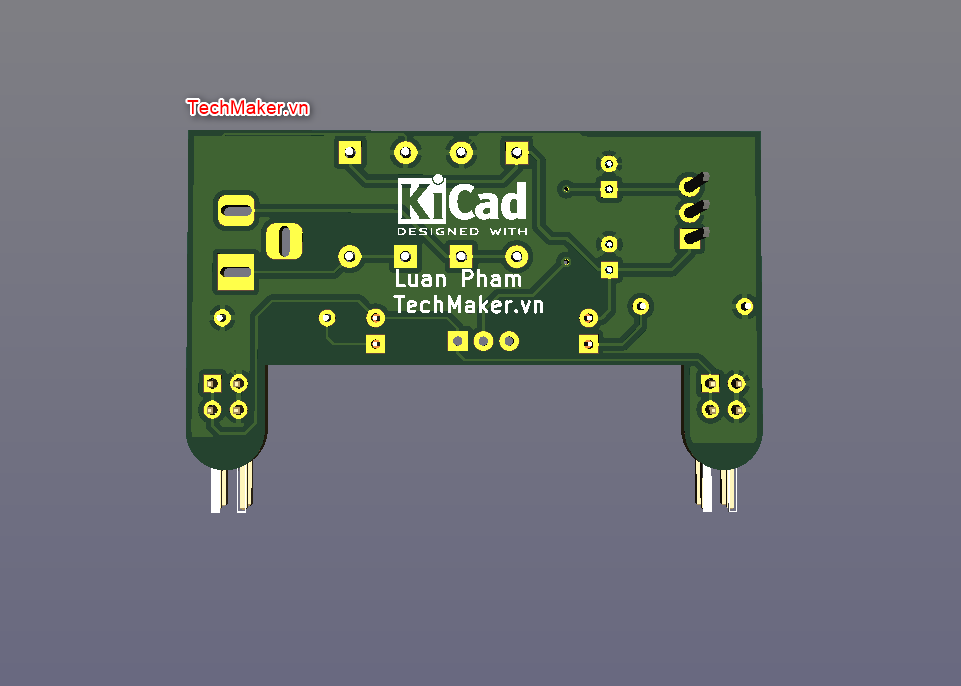 TechMaker.vn
KiCad
DESIGNED WITH
Luan Pham
TechMaker.vn